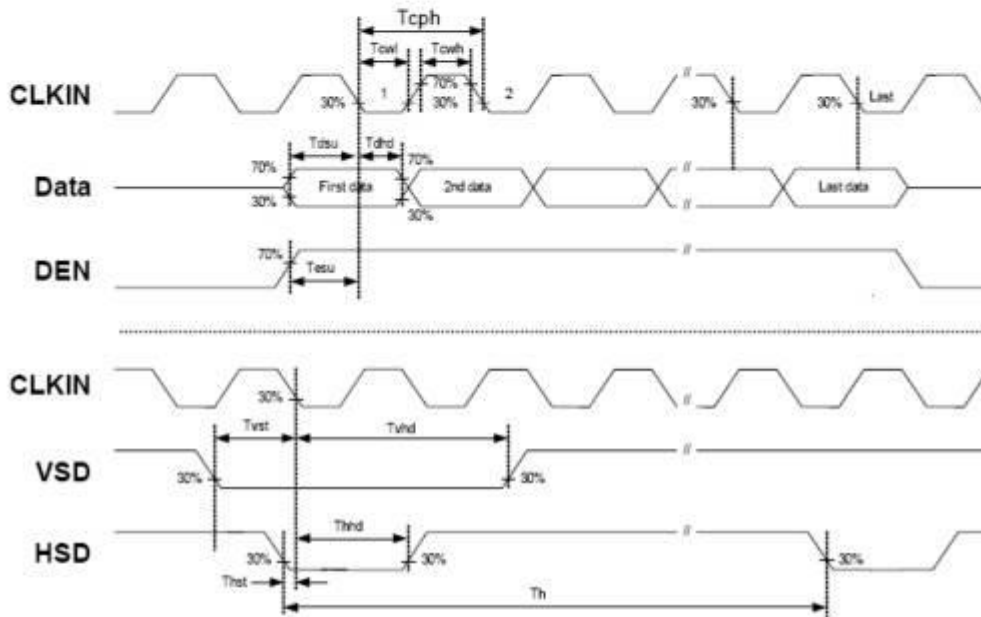 Tcph
Tcwl Tcwh
CLKIN 30% 1 70% 30% 2 // 30% 30% Last
Tdsu Tdhd
70% 70%
Data First data 2nd data // Last data
30% 30%
DEN 70% //
Tesu
CLKIN 30% //
Tvst Tvhd
VSD 30% 30% //
Thhd
HSD 30% 30% // 30%
Thst
Th